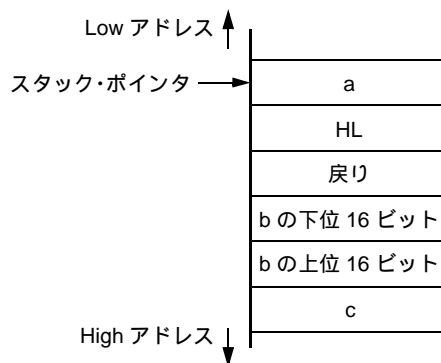 Low アドレス
スタック・ポインタ
a
HL
戻り
b の下位 16 ビット
b の上位 16 ビット
c
High アドレス